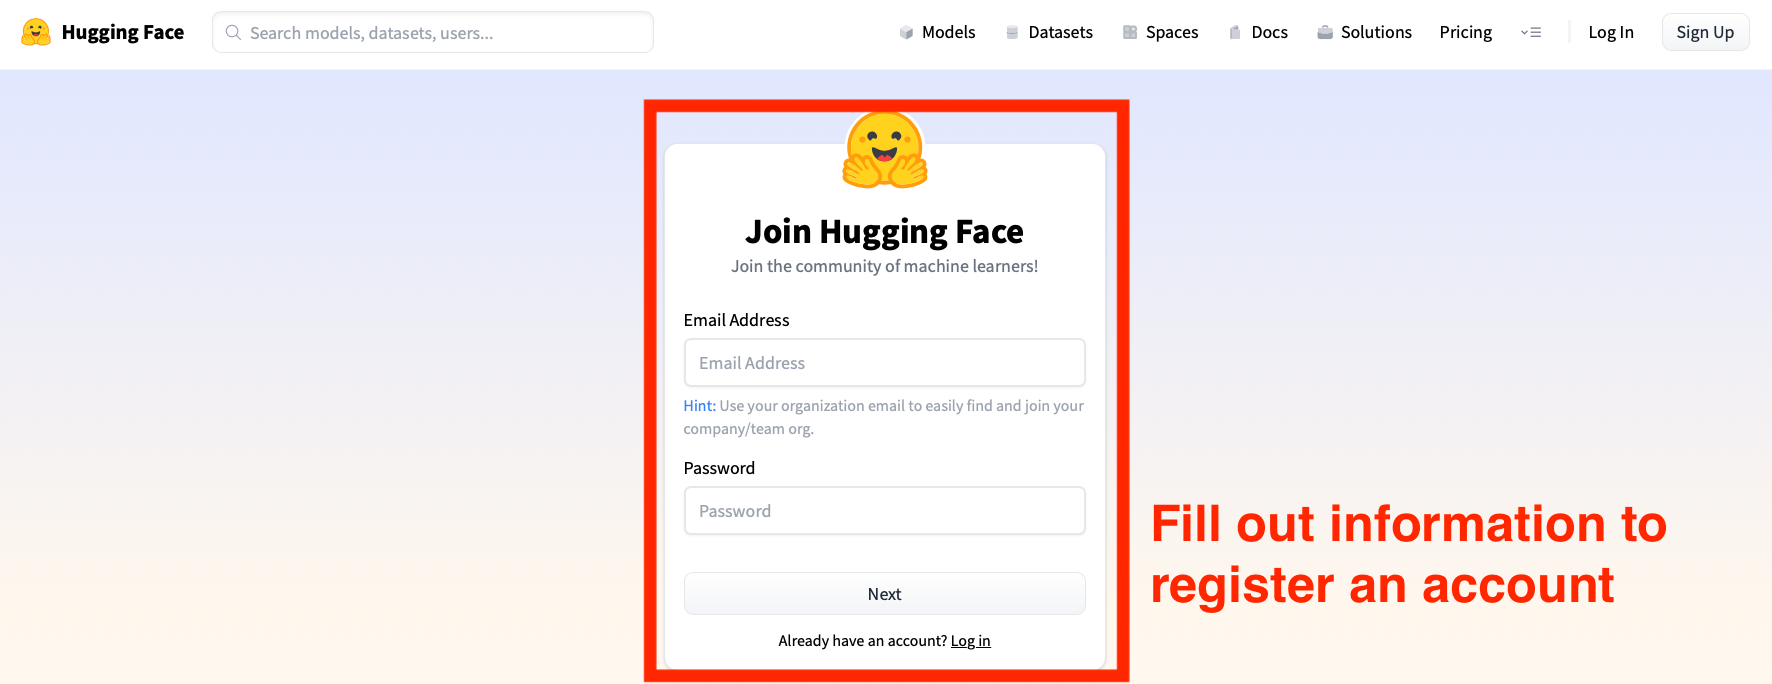 Hugging Face
Search models, datasets, users...
Models
Datasets
Spaces
Docs
Solutions
Pricing
Log In
Sign Up
Join Hugging Face
Join the community of machine learners!
Email Address
Email Address
Hint: Use your organization email to easily find and join your
company/team org.
Password
Password
Next
Already have an account? Log in
Fill out information to
register an account